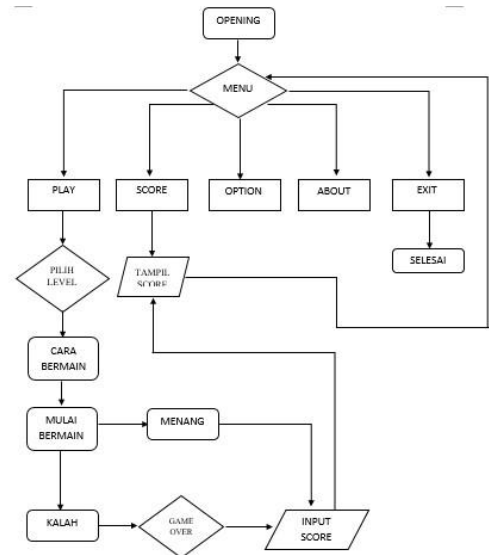 OPENING
MENU
PLAY
SCORE
OPTION
ABOUT
EXIT
SELESAI
PILIH
LEVEL
TAMPIL
SCORE
CARA
BERMAIN
MULAI
BERMAIN
MENANG
KALAH
GAME
OVER
INPUT
SCORE